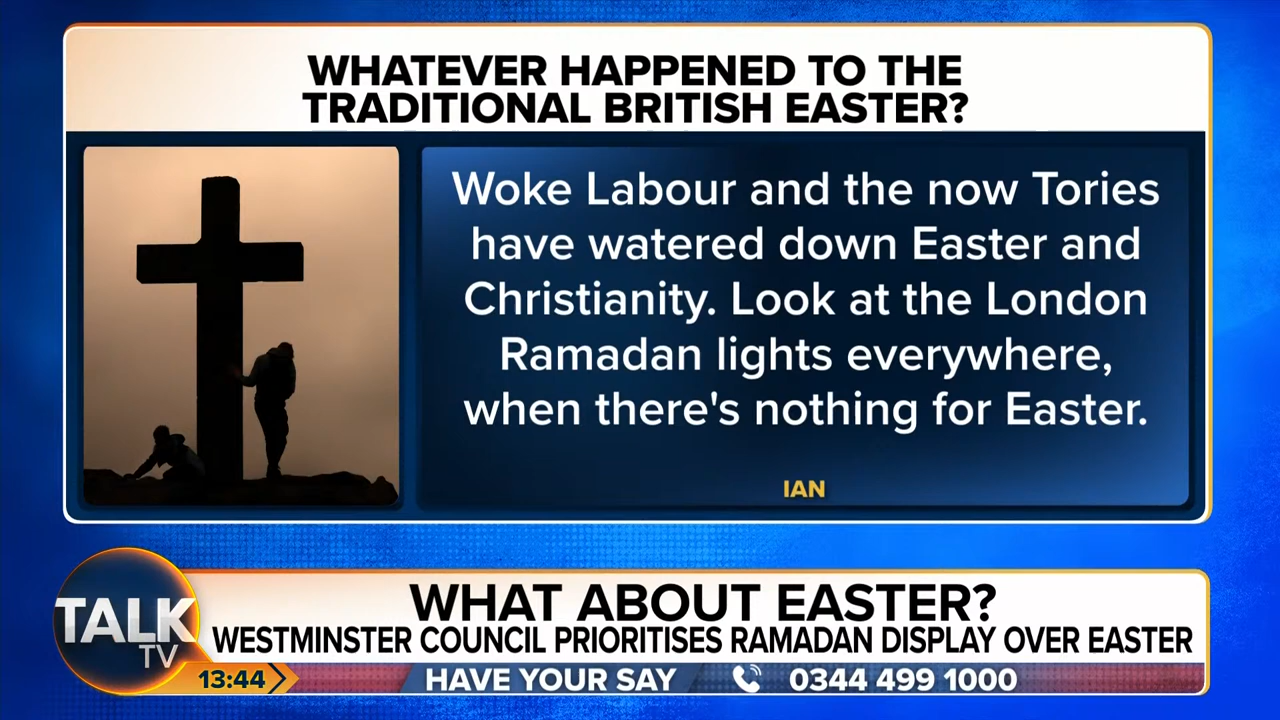 WHATEVER HAPPENED TO THE
TRADITIONAL BRITISH EASTER?
Woke Labour and the now Tories
have watered down Easter and
Christianity. Look at the London
Ramadan lights everywhere,
when there's nothing for Easter.
IAN
WHAT ABOUT EASTER?
WESTMINSTER COUNCIL PRIORITISES RAMADAN DISPLAY OVER EASTER
TALK
TV
13:44
HAVE YOUR SAY
0344 499 1000